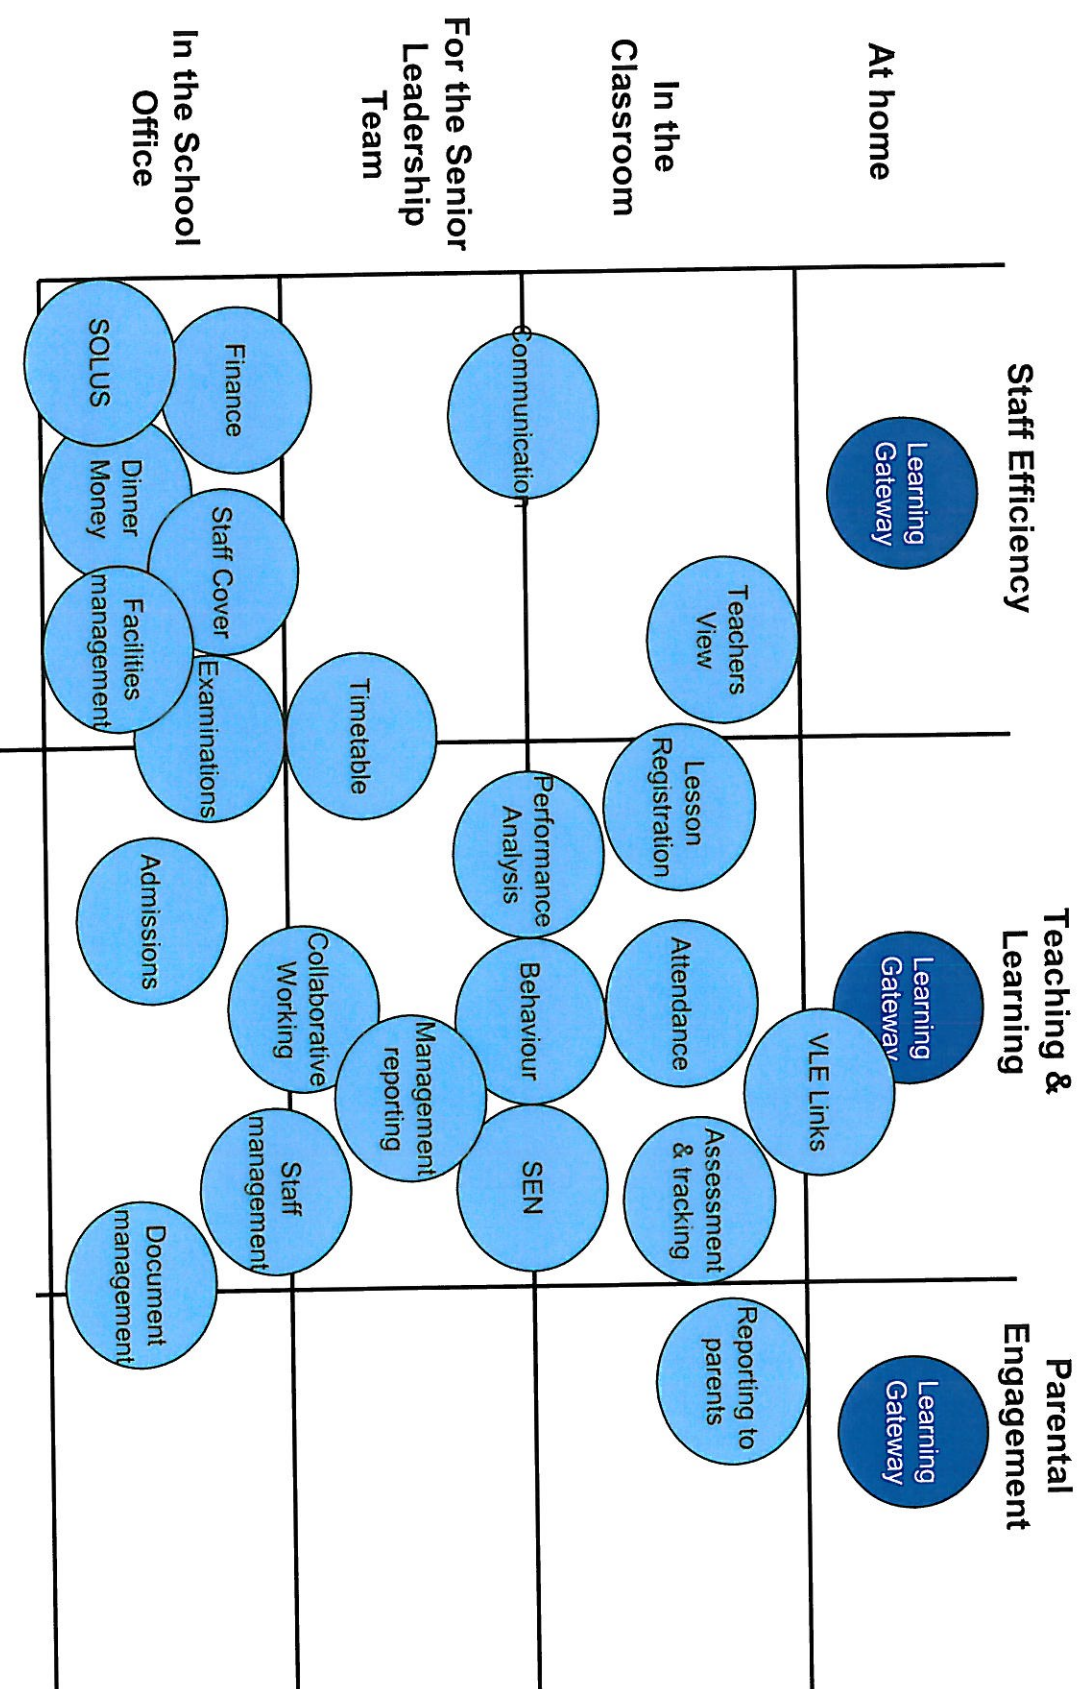 Staff Efficiency
Teaching &
Learning
Parental
Engagement
At home
Learning
Gateway
Learning
Gateway
VLE Links
Learning
Gateway
In the
Classroom
Teachers
View
Lesson
Registration
Attendance
Assessment
& tracking
Reporting to
parents
Communication
Performance
Analysis
Behaviour
SEN
For the Senior
Leadership
Team
Timetable
Management
reporting
Collaborative
Working
Staff
management
In the School
Office
Finance
Staff Cover
Examinations
SOLUS
Dinner
Money
Facilities
management
Admissions
Document
management